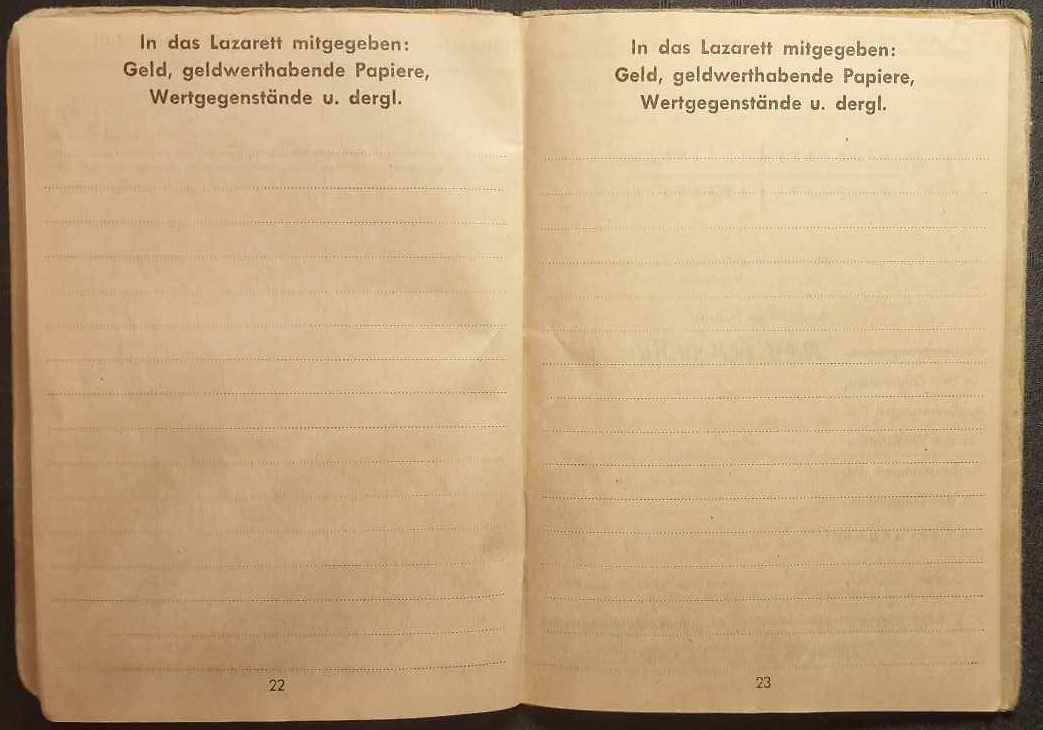 In das Lazarett mitgegeben:
Geld, geldwerthabende Papiere,
Wertgegenstände u. dergl.
22
In das Lazarett mitgegeben:
Geld, geldwerthabende Papiere,
Wertgegenstände u. dergl.
23